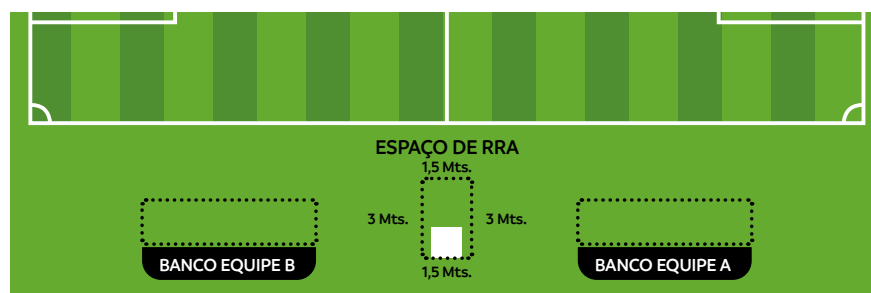 ESPAÇO DE RRA
1,5 Mts.
3 Mts.
3 Mts.
1,5 Mts.
BANCO EQUIPE B
BANCO EQUIPE A